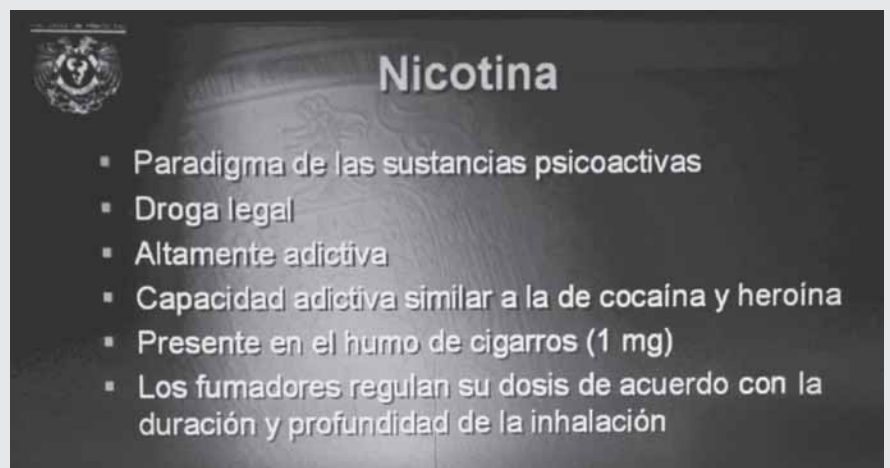 Nicotina
Paradigma de las sustancias psicoactivas
Droga legal
Altamente adictiva
Capacidad adictiva similar a la de cocaína y heroína
Presente en el humo de cigarros (1 mg)
Los fumadores regulan su dosis de acuerdo con la
duración y profundidad de la inhalación